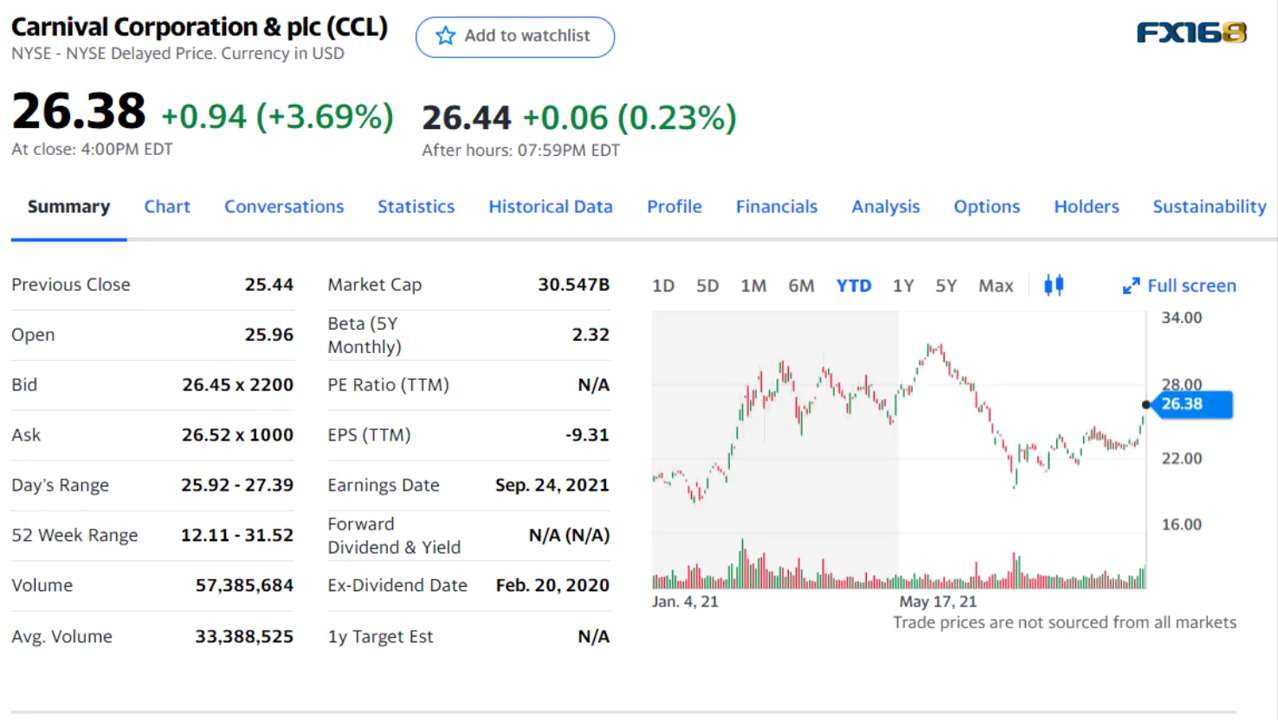 Carnival Corporation & plc (CCL)
Add to watchlist
FX168
NYSE - NYSE Delayed Price. Currency in USD
26.38 +0.94 (+3.69%)
26.44 +0.06 (0.23%)
At close: 4:00PM EDT
After hours: 07:59PM EDT
Summary Chart Conversations Statistics Historical Data Profile Financials Analysis Options Holders Sustainability
Previous Close 25.44
Open 25.96
Bid 26.45 x 2200
Ask 26.52 x 1000
Day's Range 25.92 - 27.39
52 Week Range 12.11 - 31.52
Volume 57,385,684
Avg. Volume 33,388,525
Market Cap 30.547B
Beta (5Y
Monthly) 2.32
PE Ratio (TTM) N/A
EPS (TTM) -9.31
Earnings Date Sep. 24, 2021
Forward
Dividend & Yield N/A (N/A)
Ex-Dividend Date Feb. 20, 2020
1y Target Est N/A
1D 5D 1M 6M YTD 1Y 5Y Max Full screen
34.00
28.00
26.38
22.00
16.00
Jan. 4, 21 May 17, 21
Trade prices are not sourced from all markets